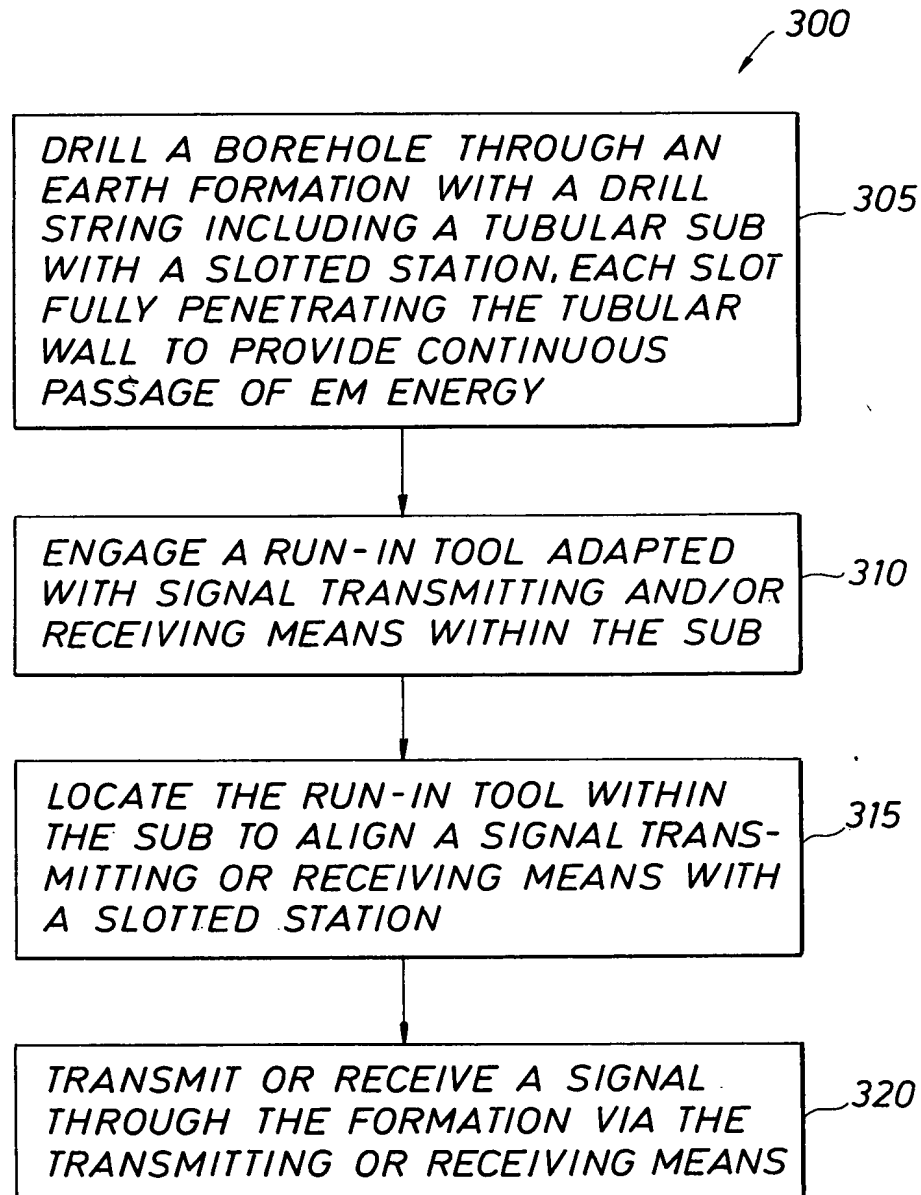 300
DRILL A BOREHOLE THROUGH AN
EARTH FORMATION WITH A DRILL
STRING INCLUDING A TUBULAR SUB
WITH A SLOTTED STATION, EACH SLOT
FULLY PENETRATING THE TUBULAR
WALL TO PROVIDE CONTINUOUS
PASSAGE OF EM ENERGY
305
ENGAGE A RUN-IN TOOL ADAPTED
WITH SIGNAL TRANSMITTING AND/OR
RECEIVING MEANS WITHIN THE SUB
310
LOCATE THE RUN-IN TOOL WITHIN
THE SUB TO ALIGN A SIGNAL TRANS-
MITTING OR RECEIVING MEANS WITH
A SLOTTED STATION
315
TRANSMIT OR RECEIVE A SIGNAL
THROUGH THE FORMATION VIA THE
TRANSMITTING OR RECEIVING MEANS
320